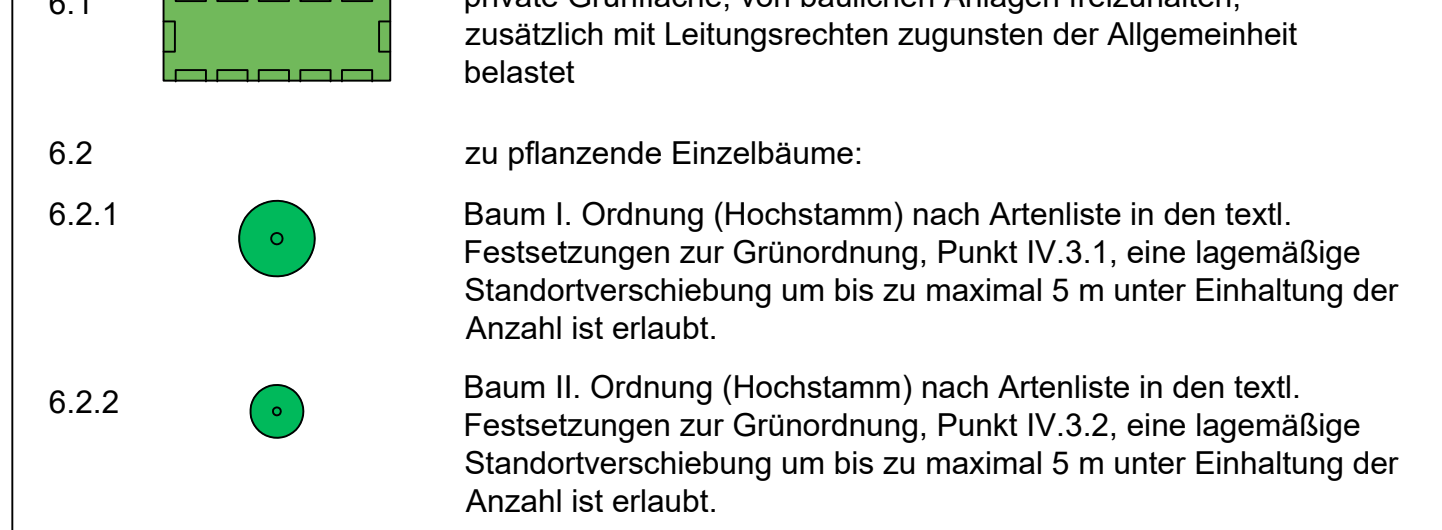 6.1 private Grünfläche, von baulichen Anlagen freizuhalten,
zusätzlich mit Leitungsrechten zugunsten der Allgemeinheit
belastet
6.2 zu pflanzende Einzelbäume:
6.2.1 Baum I. Ordnung (Hochstamm) nach Artenliste in den textl.
Festsetzungen zur Grünordnung, Punkt IV.3.1, eine lagemäßige
Standortverschiebung um bis zu maximal 5 m unter Einhaltung der
Anzahl ist erlaubt.
6.2.2 Baum II. Ordnung (Hochstamm) nach Artenliste in den textl.
Festsetzungen zur Grünordnung, Punkt IV.3.2, eine lagemäßige
Standortverschiebung um bis zu maximal 5 m unter Einhaltung der
Anzahl ist erlaubt.